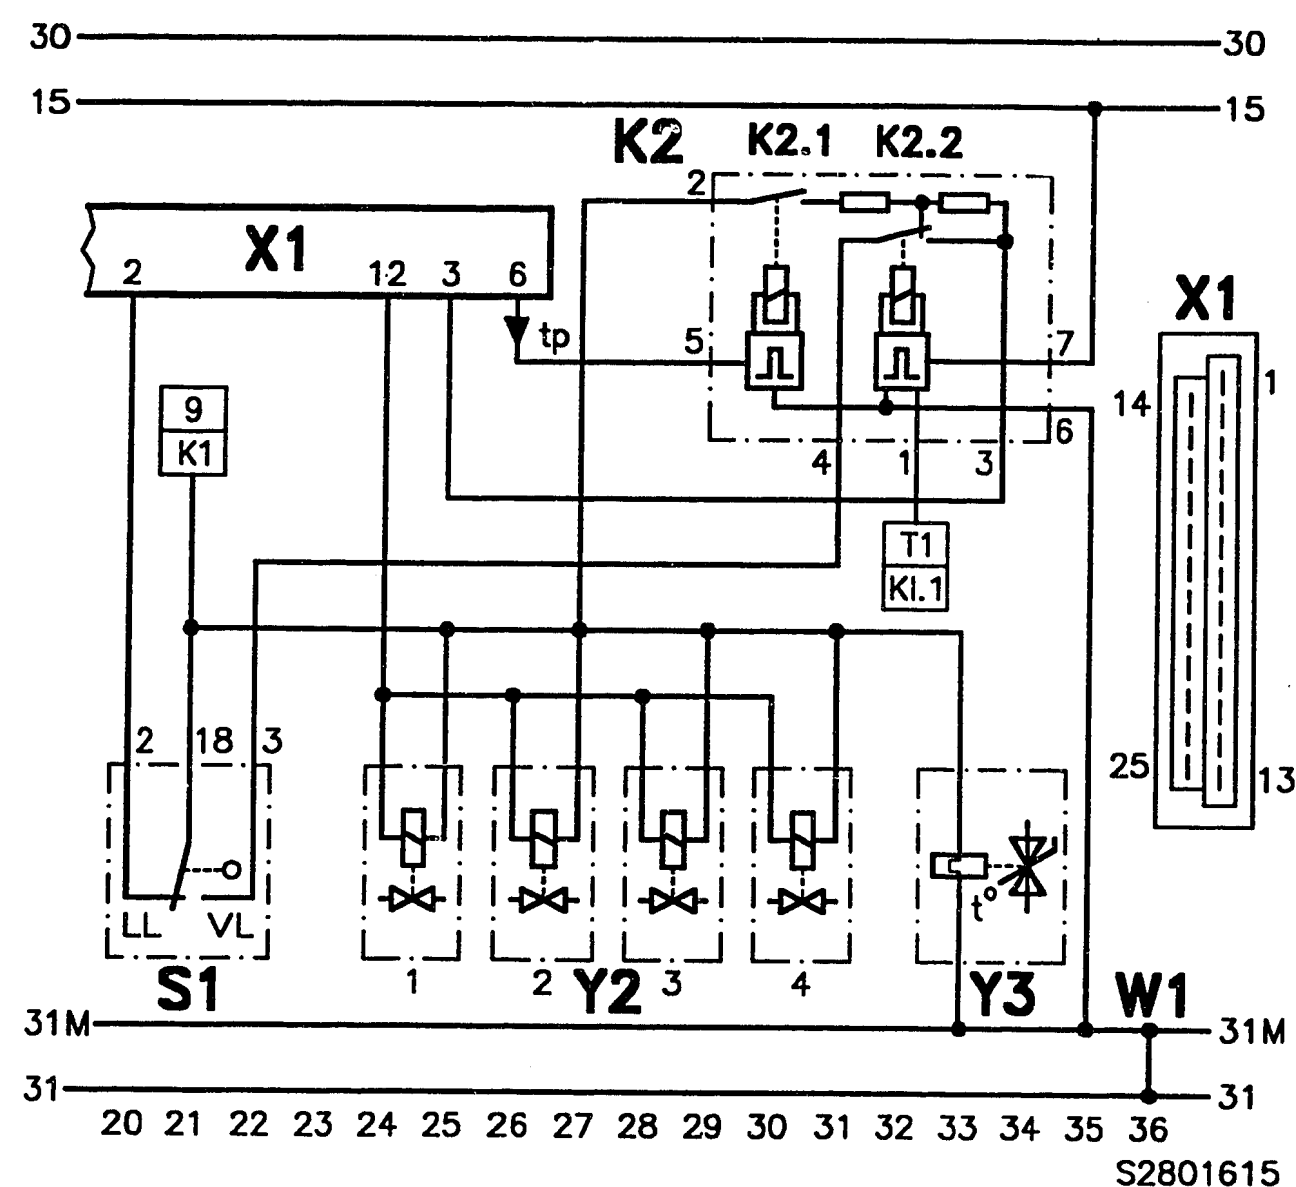 30 30
15 15
K2 K2.1 K2.2
2
X1
2 12 3 6
tp 5 7
X1
14 1
9
K1
6
4 1 3
T1
Kl.1
2 18 3
25 13
t°
LL VL
1 2 3 4
S1 Y2 Y3 W1
31M 31M
31 31
20 21 22 23 24 25 26 27 28 29 30 31 32 33 34 35 36
S2801615